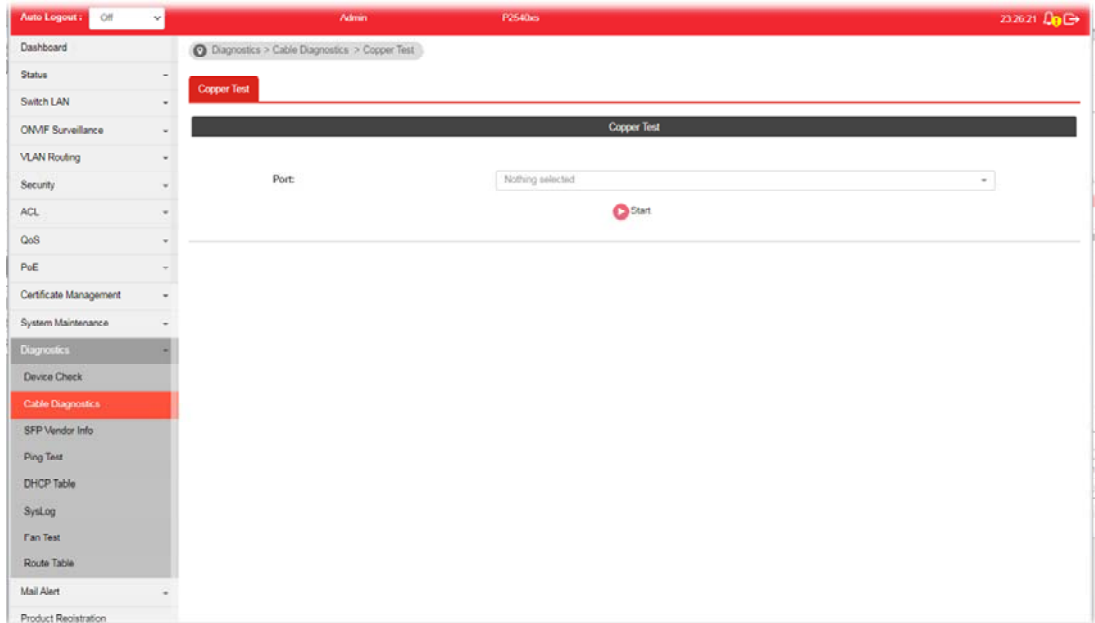 Auto Logout : Off Admin P2540xs 23:26:21
Dashboard
Diagnostics > Cable Diagnostics > Copper Test
Status
Copper Test
Switch LAN
ONVIF Surveillance
Copper Test
VLAN Routing
Security
Port: Nothing selected
ACL
Start
QoS
PoE
Certificate Management
System Maintenance
Diagnostics
Device Check
Cable Diagnostics
SFP Vendor Info
Ping Test
DHCP Table
SysLog
Fan Test
Route Table
Mail Alert
Product Registration